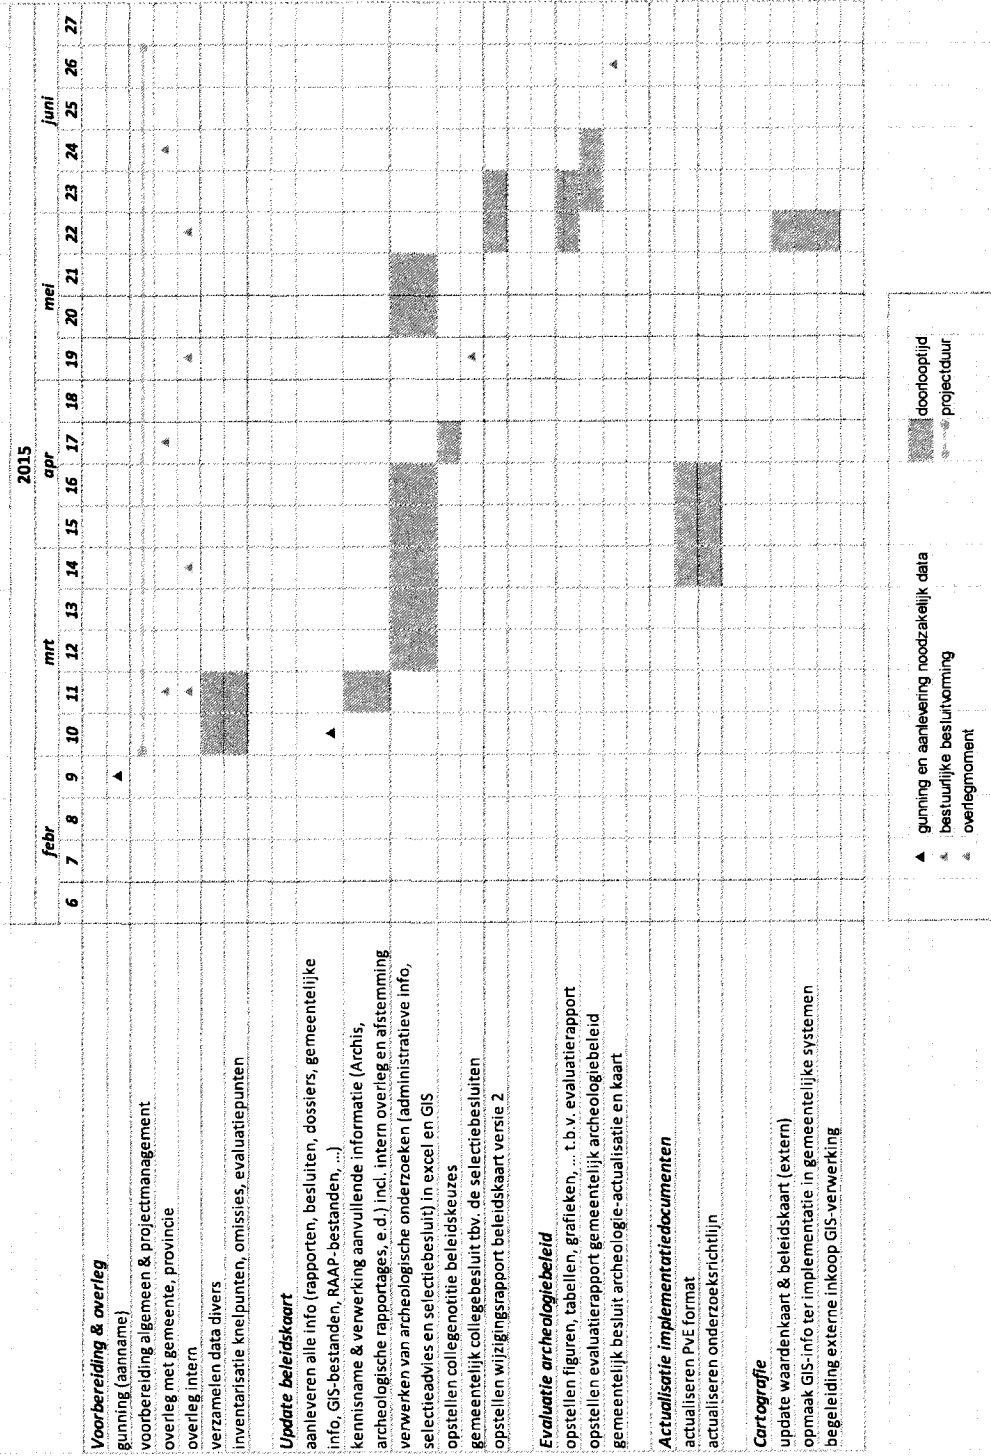 2015
febr mrt apr mei juni
6 7 8 9 10 11 12 13 14 15 16 17 18 19 20 21 22 23 24 25 26 27
Voorbereiding & overleg
gunning (aanname)
voorbereiding algemeen & projectmanagement
overleg met gemeente, provincie
overleg intern
verzamelen data divers
inventarisatie knelpunten, omissies, evaluatiepunten
Update beleidskaart
aanleveren alle info (rapporten, besluiten, dossiers, gemeentelijke
info, GIS-bestanden, RAAP-bestanden, ...)
kennisname & verwerking aanvullende informatie (Archis,
archeologische rapportages, e.d.) incl. intern overleg en afstemming
verwerken van archeologische onderzoeken (administratieve info,
selectieadvies en selectiebesluit) in excel en GIS
opstellen collegenotitie beleidskeuzes
gemeentelijk collegebesluit tbv. de selectiebesluiten
opstellen wijzigingsrapport beleidskaart versie 2
Evaluatie archeologiebeleid
opstellen figuren, tabellen, grafieken, ... t.b.v. evaluatierapport
opstellen evaluatierapport gemeentelijk archeologiebeleid
gemeentelijk besluit archeologie-actualisatie en kaart
Actualisatie implementatiedocumenten
actualiseren PvE format
actualiseren onderzoeksrichtlijn
Cartografie
update waardenkaart & beleidskaart (extern)
opmaak GIS-info ter implementatie in gemeentelijke systemen
begeleiding externe inkoop GIS-verwerking
gunning en aanlevering noodzakelijk data
bestuurlijke besluitvorming
overlegmoment
doorlooptijd
projectduur